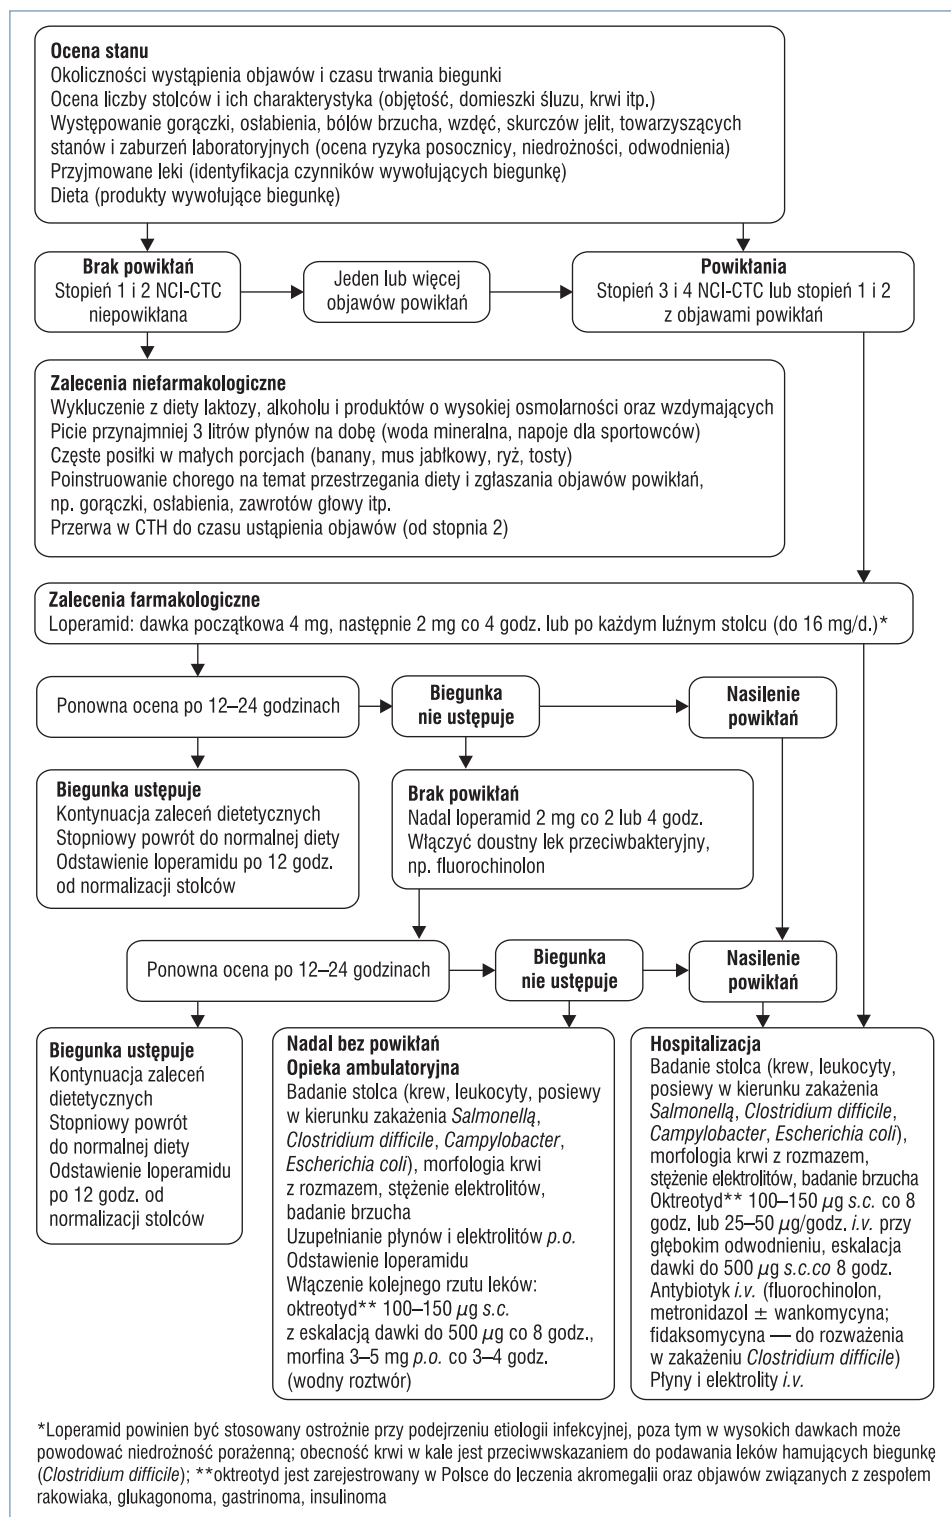 Ocena stanu
Okoliczności wystąpienia objawów i czasu trwania biegunki
Ocena liczby stolców i ich charakterystyka (objętość, domieszki śluzu, krwi itp.)
Występowanie gorączki, osłabienia, bólów brzucha, wzdęć, skurczów jelit, towarzyszących
stanów i zaburzeń laboratoryjnych (ocena ryzyka posocznicy, niedrożności, odwodnienia)
Przyjmowane leki (identyfikacja czynników wywołujących biegunkę)
Dieta (produkty wywołujące biegunkę)
Brak powikłań
Stopień 1 i 2 NCI-CTC
niepowikłana
Jeden lub więcej
objawów powikłań
Powikłania
Stopień 3 i 4 NCI-CTC lub stopień 1 i 2
z objawami powikłań
Zalecenia niefarmakologiczne
Wykluczenie z diety laktozy, alkoholu i produktów o wysokiej osmolarności oraz wzdymających
Picie przynajmniej 3 litrów płynów na dobę (woda mineralna, napoje dla sportowców)
Częste posiłki w małych porcjach (banany, mus jabłkowy, ryż, tosty)
Poinstruowanie chorego na temat przestrzegania diety i zgłaszania objawów powikłań,
np. gorączki, osłabienia, zawrotów głowy itp.
Przerwa w CTH do czasu ustąpienia objawów (od stopnia 2)
Zalecenia farmakologiczne
Loperamid: dawka początkowa 4 mg, następnie 2 mg co 4 godz. lub po każdym luźnym stolcu (do 16 mg/d.)*
Ponowna ocena po 12–24 godzinach
Biegunka
nie ustępuje
Nasilenie
powikłań
Biegunka ustępuje
Kontynuacja zaleceń dietetycznych
Stopniowy powrót do normalnej diety
Odstawienie loperamidu po 12 godz.
od normalizacji stolców
Brak powikłań
Nadal loperamid 2 mg co 2 lub 4 godz.
Włączyć doustny lek przeciwbakteryjny,
np. fluorochinolon
Ponowna ocena po 12–24 godzinach
Biegunka
nie ustępuje
Nasilenie
powikłań
Biegunka ustępuje
Kontynuacja zaleceń
dietetycznych
Stopniowy powrót
do normalnej diety
Odstawienie loperamidu
po 12 godz. od
normalizacji stolców
Nadal bez powikłań
Opieka ambulatoryjna
Badanie stolca (krew, leukocyty, posiewy
w kierunku zakażenia Salmonellą,
Clostridium difficile, Campylobacter,
Escherichia coli), morfologia krwi
z rozmazem, stężenie elektrolitów,
badanie brzucha
Uzupełnianie płynów i elektrolitów p.o.
Odstawienie loperamidu
Włączenie kolejnego rzutu leków:
oktreotyd** 100–150 µg s.c.
z eskalacją dawki do 500 µg co 8 godz.,
morfina 3–5 mg p.o. co 3–4 godz.
(wodny roztwór)
Hospitalizacja
Badanie stolca (krew, leukocyty,
posiewy w kierunku zakażenia
Salmonellą, Clostridium difficile,
Campylobacter, Escherichia coli),
morfologia krwi z rozmazem,
stężenie elektrolitów, badanie brzucha
Oktreotyd** 100–150 µg s.c. co 8
godz. lub 25–50 µg/godz. i.v. przy
głębokim odwodnieniu, eskalacja
dawki do 500 µg s.c.co 8 godz.
Antybiotyk i.v. (fluorochinolon,
metronidazol ± wankomycyna;
fidaksomycyna — do rozważenia
w zakażeniu Clostridium difficile)
Płyny i elektrolity i.v.
*Loperamid powinien być stosowany ostrożnie przy podejrzeniu etiologii infekcyjnej, poza tym w wysokich dawkach może
powodować niedrożność porażenną; obecność krwi w kale jest przeciwwskazaniem do podawania leków hamujących biegunkę
(Clostridium difficile); **oktreotyd jest zarejestrowany w Polsce do leczenia akromegalii oraz objawów związanych z zespołem
rakowiaka, glukagonoma, gastrinoma, insulinoma